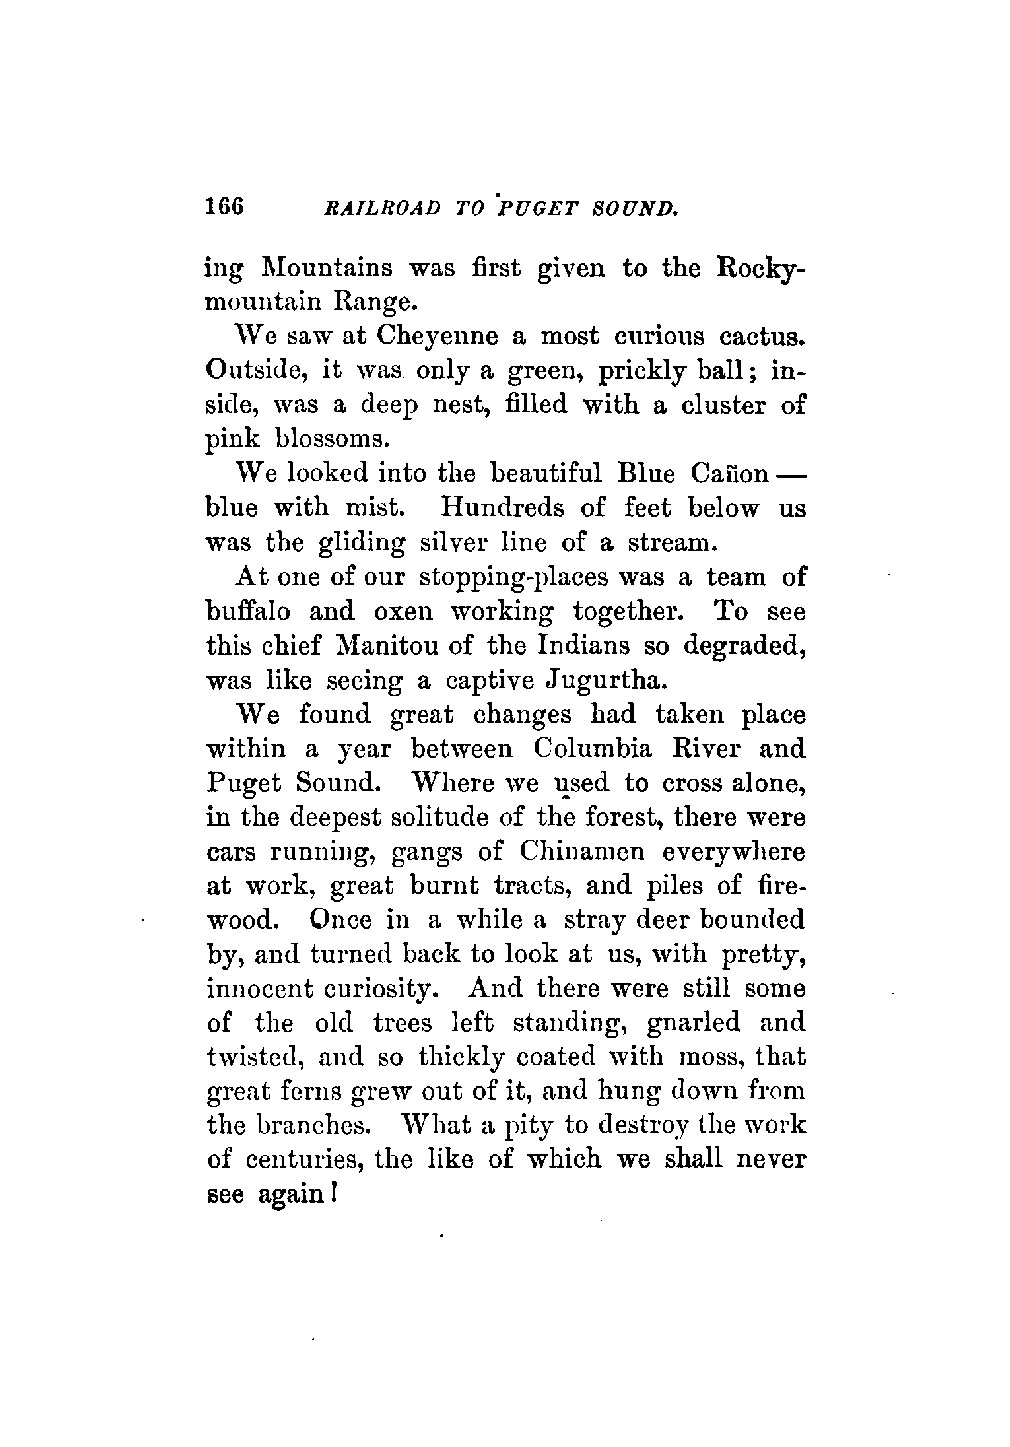 166 RAILROAD TO PUGET SOUND.
ing Mountains was first given to the Rocky-
mountain Range.
We saw at Cheyenne a most curious cactus.
Outside, it was only a green, prickly ball; in-
side, was a deep nest, filled with a cluster of
pink blossoms.
We looked into the beautiful Blue Cañon —
blue with mist. Hundreds of feet below us
was the gliding silver line of a stream.
At one of our stopping-places was a team of
buffalo and oxen working together. To see
this chief Manitou of the Indians so degraded,
was like seeing a captive Jugurtha.
We found great changes had taken place
within a year between Columbia River and
Puget Sound. Where we used to cross alone,
in the deepest solitude of the forest, there were
cars running, gangs of Chinamen everywhere
at work, great burnt tracts, and piles of fire-
wood. Once in a while a stray deer bounded
by, and turned back to look at us, with pretty,
innocent curiosity. And there were still some
of the old trees left standing, gnarled and
twisted, and so thickly coated with moss, that
great ferns grew out of it, and hung down from
the branches. What a pity to destroy the work
of centuries, the like of which we shall never
see again!